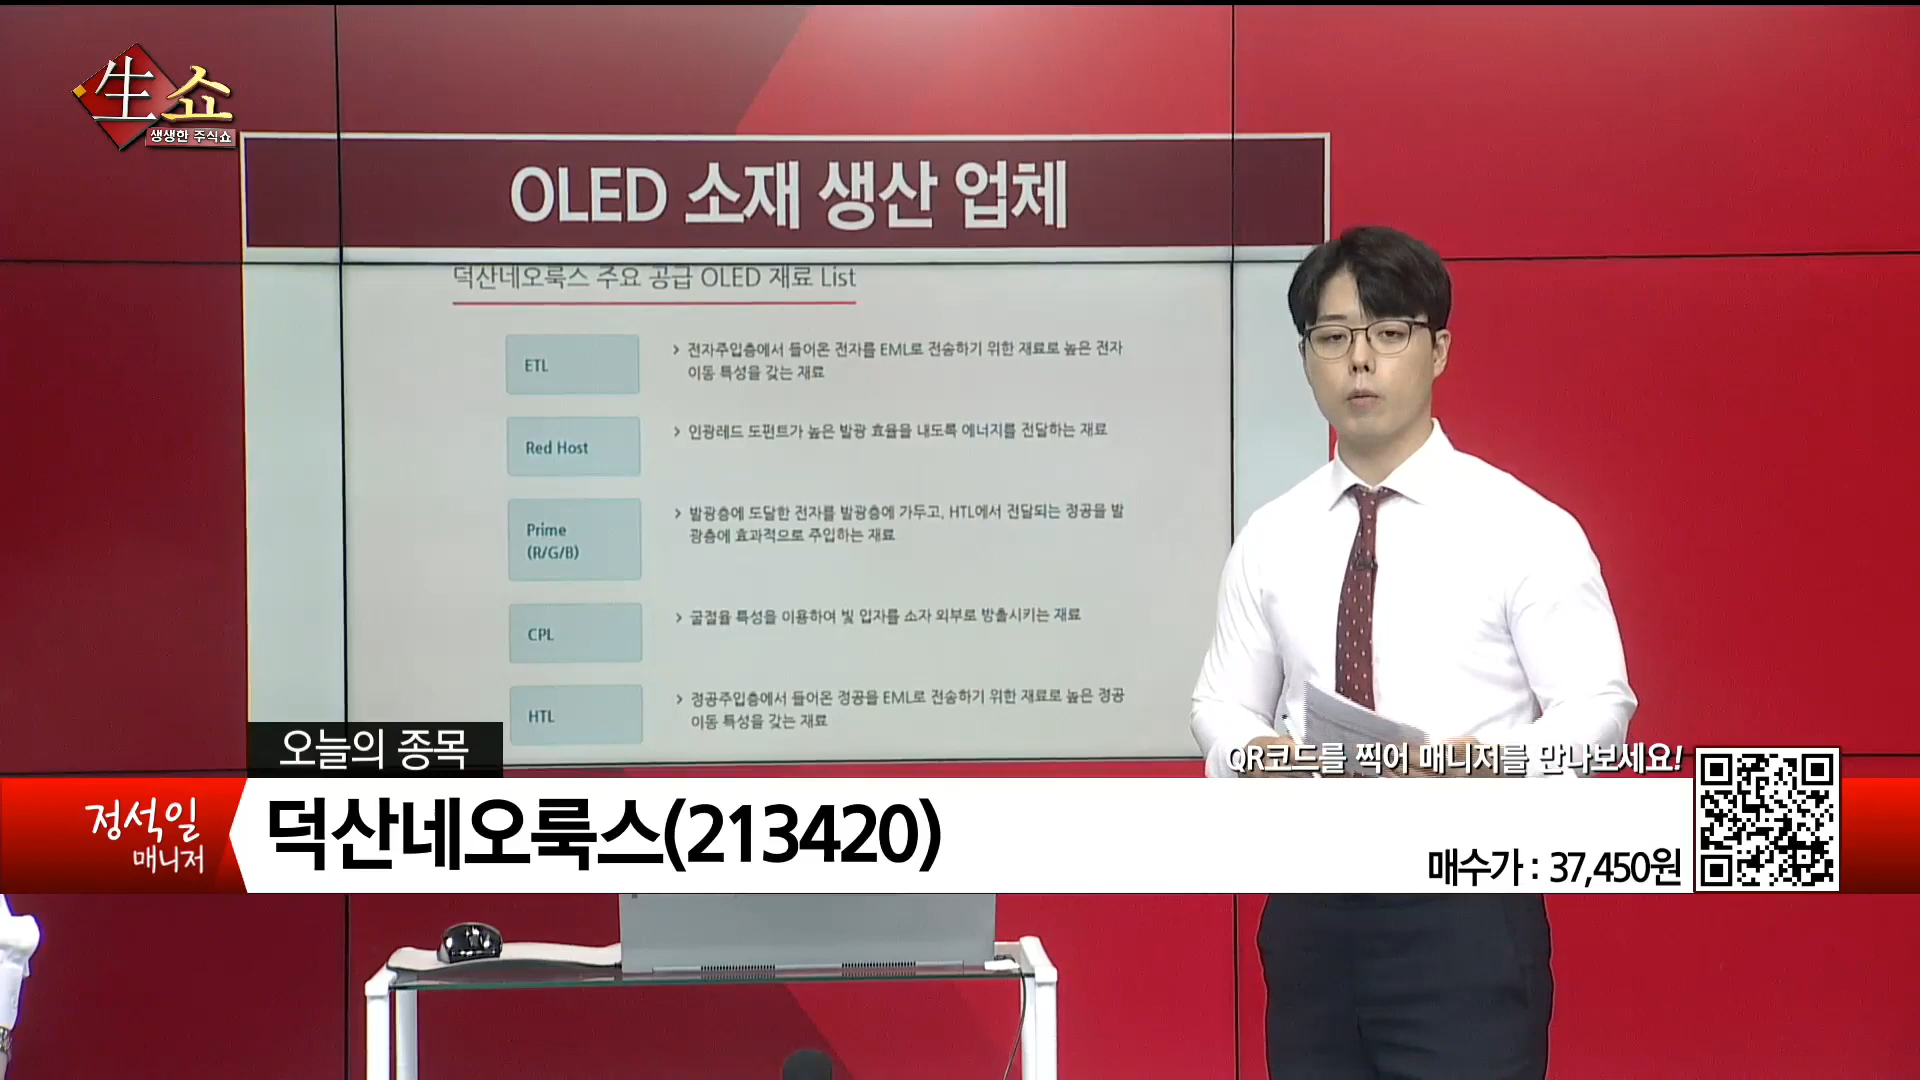 生쇼
생생한 주식쇼
OLED 소재 생산 업체
덕산네오룩스 주요 공급 OLED 재료 List
ETL
> 전자주입층에서 들어온 전자를 EML로 전송하기 위한 재료로 높은 전자
이동 특성을 갖는 재료
Red Host
> 인광레드 도펀트가 높은 발광 효율을 내도록 에너지를 전달하는 재료
Prime
(R/G/B)
> 발광층에 도달한 전자를 발광층에 가두고, HTL에서 전달되는 정공을 발
광층에 효과적으로 주입하는 재료
CPL
> 굴절율 특성을 이용하여 빛 입자를 소자 외부로 방출시키는 재료
HTL
> 정공주입층에서 들어온 정공을 EML로 전송하기 위한 재료로 높은 정공
이동 특성을 갖는 재료
오늘의 종목
QR코드를 찍어 매니저를 만나보세요!
정석일
매니저
덕산네오룩스(213420)
매수가 : 37,450원